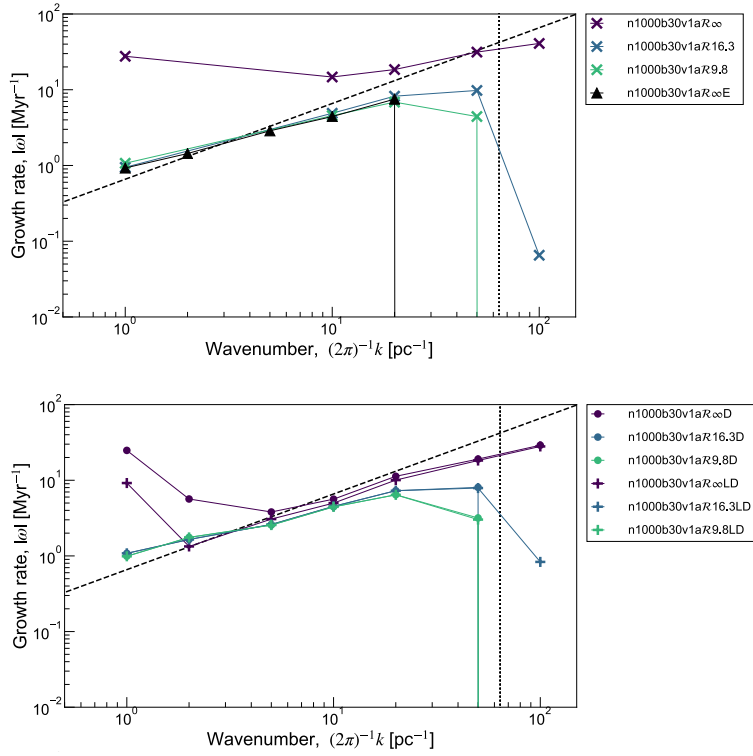 10²
10¹
10⁰
10⁻¹
10⁻²
Growth rate, |ω| [Myr⁻¹]
10⁰
10¹
10²
Wavenumber, (2π)⁻¹k [pc⁻¹]
n1000b30v1aℛ∞
n1000b30v1aℛ16.3
n1000b30v1aℛ9.8
n1000b30v1aℛ∞E
10²
10¹
10⁰
10⁻¹
10⁻²
Growth rate, |ω| [Myr⁻¹]
10⁰
10¹
10²
Wavenumber, (2π)⁻¹k [pc⁻¹]
n1000b30v1aℛ∞D
n1000b30v1aℛ16.3D
n1000b30v1aℛ9.8D
n1000b30v1aℛ∞LD
n1000b30v1aℛ16.3LD
n1000b30v1aℛ9.8LD